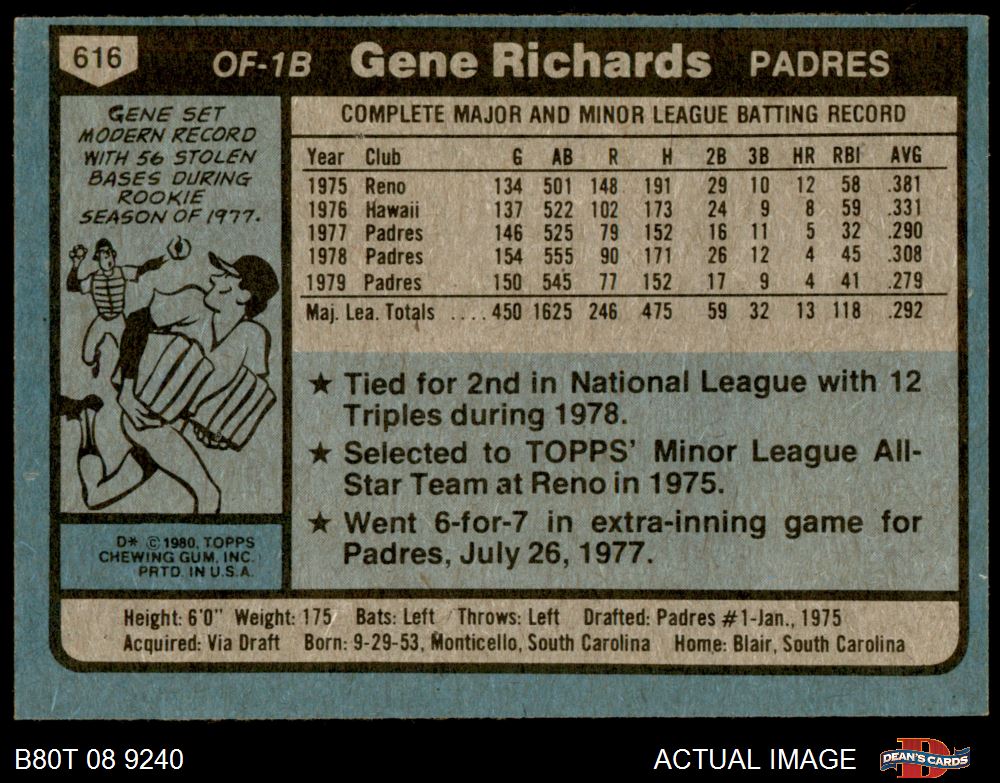 616 OF-1B Gene Richards PADRES
GENE SET
MODERN RECORD
WITH 56 STOLEN
BASES DURING
ROOKIE
SEASON OF 1977.
COMPLETE MAJOR AND MINOR LEAGUE BATTING RECORD
Year Club G AB R H 2B 3B HR RBI AVG
1975 Reno 134 501 148 191 29 10 12 58 .381
1976 Hawaii 137 522 102 173 24 9 8 59 .331
1977 Padres 146 525 79 152 16 11 5 32 .290
1978 Padres 154 555 90 171 26 12 4 45 .308
1979 Padres 150 545 77 152 17 9 4 41 .279
Maj. Lea. Totals ....450 1625 246 475 59 32 13 118 .292
★ Tied for 2nd in National League with 12
Triples during 1978.
★ Selected to TOPPS' Minor League All-
Star Team at Reno in 1975.
★ Went 6-for-7 in extra-inning game for
Padres, July 26, 1977.
D* © 1980, TOPPS
CHEWING GUM, INC.
PRTD. IN U.S.A.
Height: 6'0" Weight: 175 Bats: Left Throws: Left Drafted: Padres #1-Jan., 1975
Acquired: Via Draft Born: 9-29-53, Monticello, South Carolina Home: Blair, South Carolina
B80T 08 9240 ACTUAL IMAGE DEAN'S CARDS